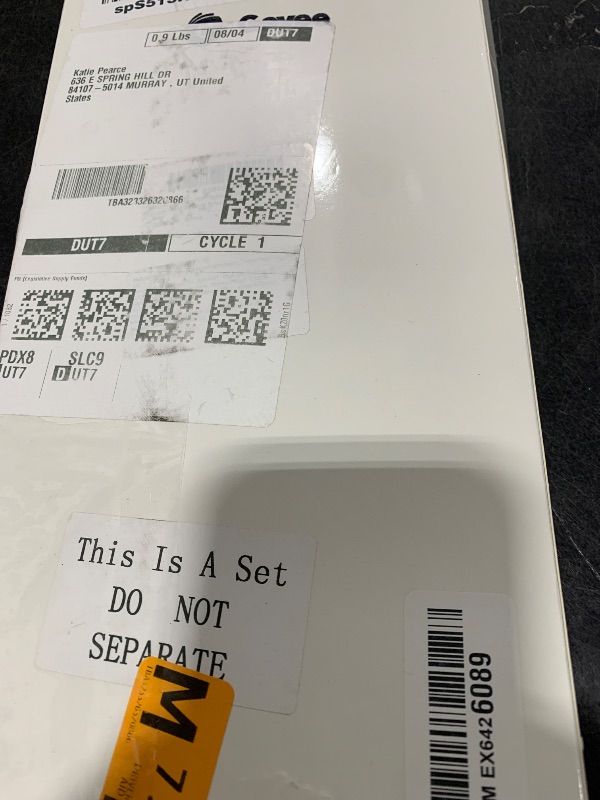 0.9 Lbs 08/04 DUT7
Katie Pearce
636 E SPRING HILL DR
84107-5014 MURRAY , UT United
States
DUT7 CYCLE 1
PDX8 SLC9
UT7 D UT7
This Is A Set
DO NOT
SEPARATE
M 7
M EX6426089